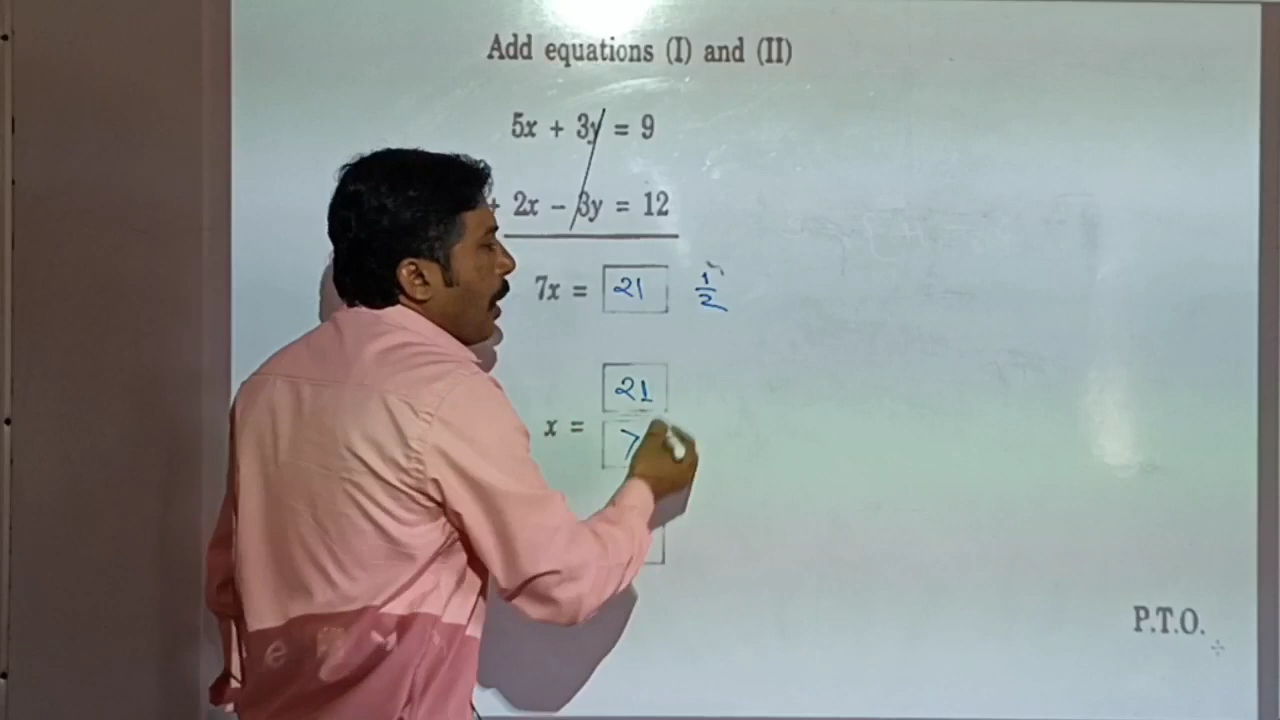 Add equations (I) and (II)
5x + 3y = 9
+ 2x − 3y = 12
7x = 21 1/2
21
x =
7
P.T.O.